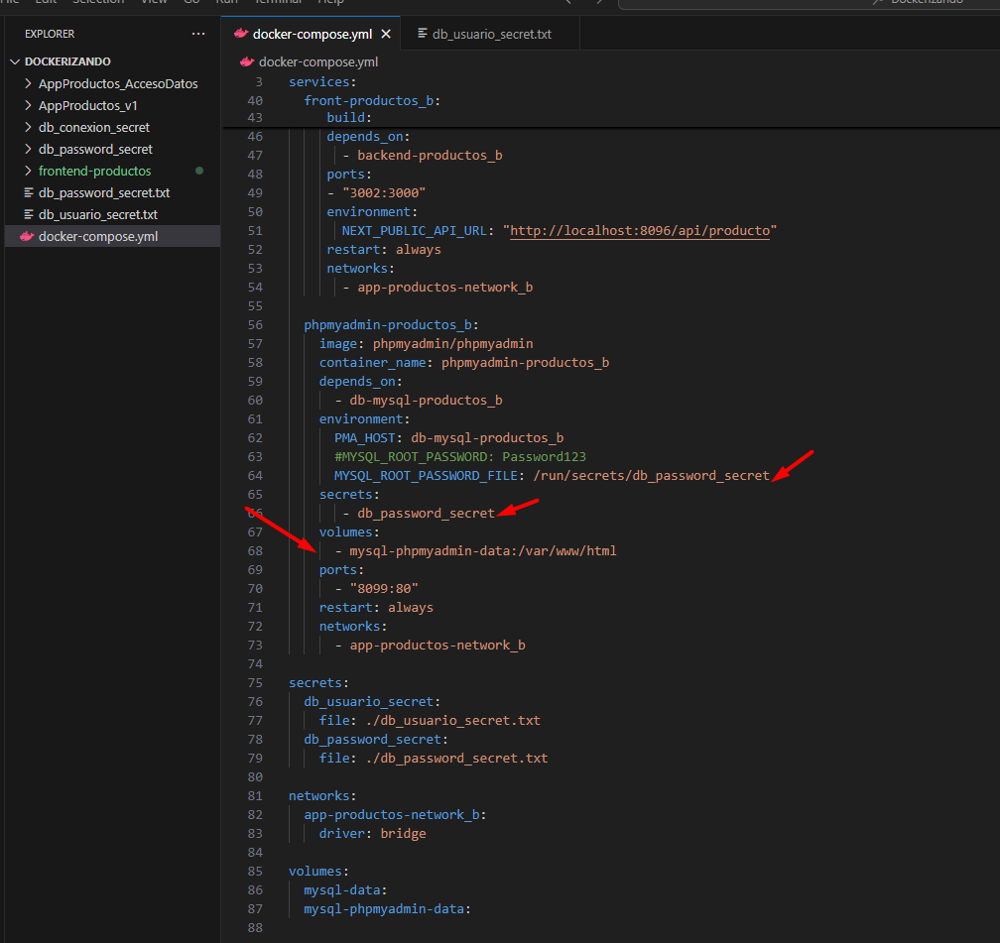 File Edit Selection View Go Run Terminal Help
Dockerizando
EXPLORER ···
docker-compose.yml
db_usuario_secret.txt
DOCKERIZANDO
AppProductos_AccesoDatos
AppProductos_v1
db_conexion_secret
db_password_secret
frontend-productos
db_password_secret.txt
db_usuario_secret.txt
docker-compose.yml
docker-compose.yml
3 services:
40 front-productos_b:
43 build:
46 depends_on:
47 - backend-productos_b
48 ports:
49 - "3002:3000"
50 environment:
51 NEXT_PUBLIC_API_URL: "http://localhost:8096/api/producto"
52 restart: always
53 networks:
54 - app-productos-network_b
55
56 phpmyadmin-productos_b:
57 image: phpmyadmin/phpmyadmin
58 container_name: phpmyadmin-productos_b
59 depends_on:
60 - db-mysql-productos_b
61 environment:
62 PMA_HOST: db-mysql-productos_b
63 #MYSQL_ROOT_PASSWORD: Password123
64 MYSQL_ROOT_PASSWORD_FILE: /run/secrets/db_password_secret
65 secrets:
66 - db_password_secret
67 volumes:
68 - mysql-phpmyadmin-data:/var/www/html
69 ports:
70 - "8099:80"
71 restart: always
72 networks:
73 - app-productos-network_b
74
75 secrets:
76 db_usuario_secret:
77 file: ./db_usuario_secret.txt
78 db_password_secret:
79 file: ./db_password_secret.txt
80
81 networks:
82 app-productos-network_b:
83 driver: bridge
84
85 volumes:
86 mysql-data:
87 mysql-phpmyadmin-data:
88